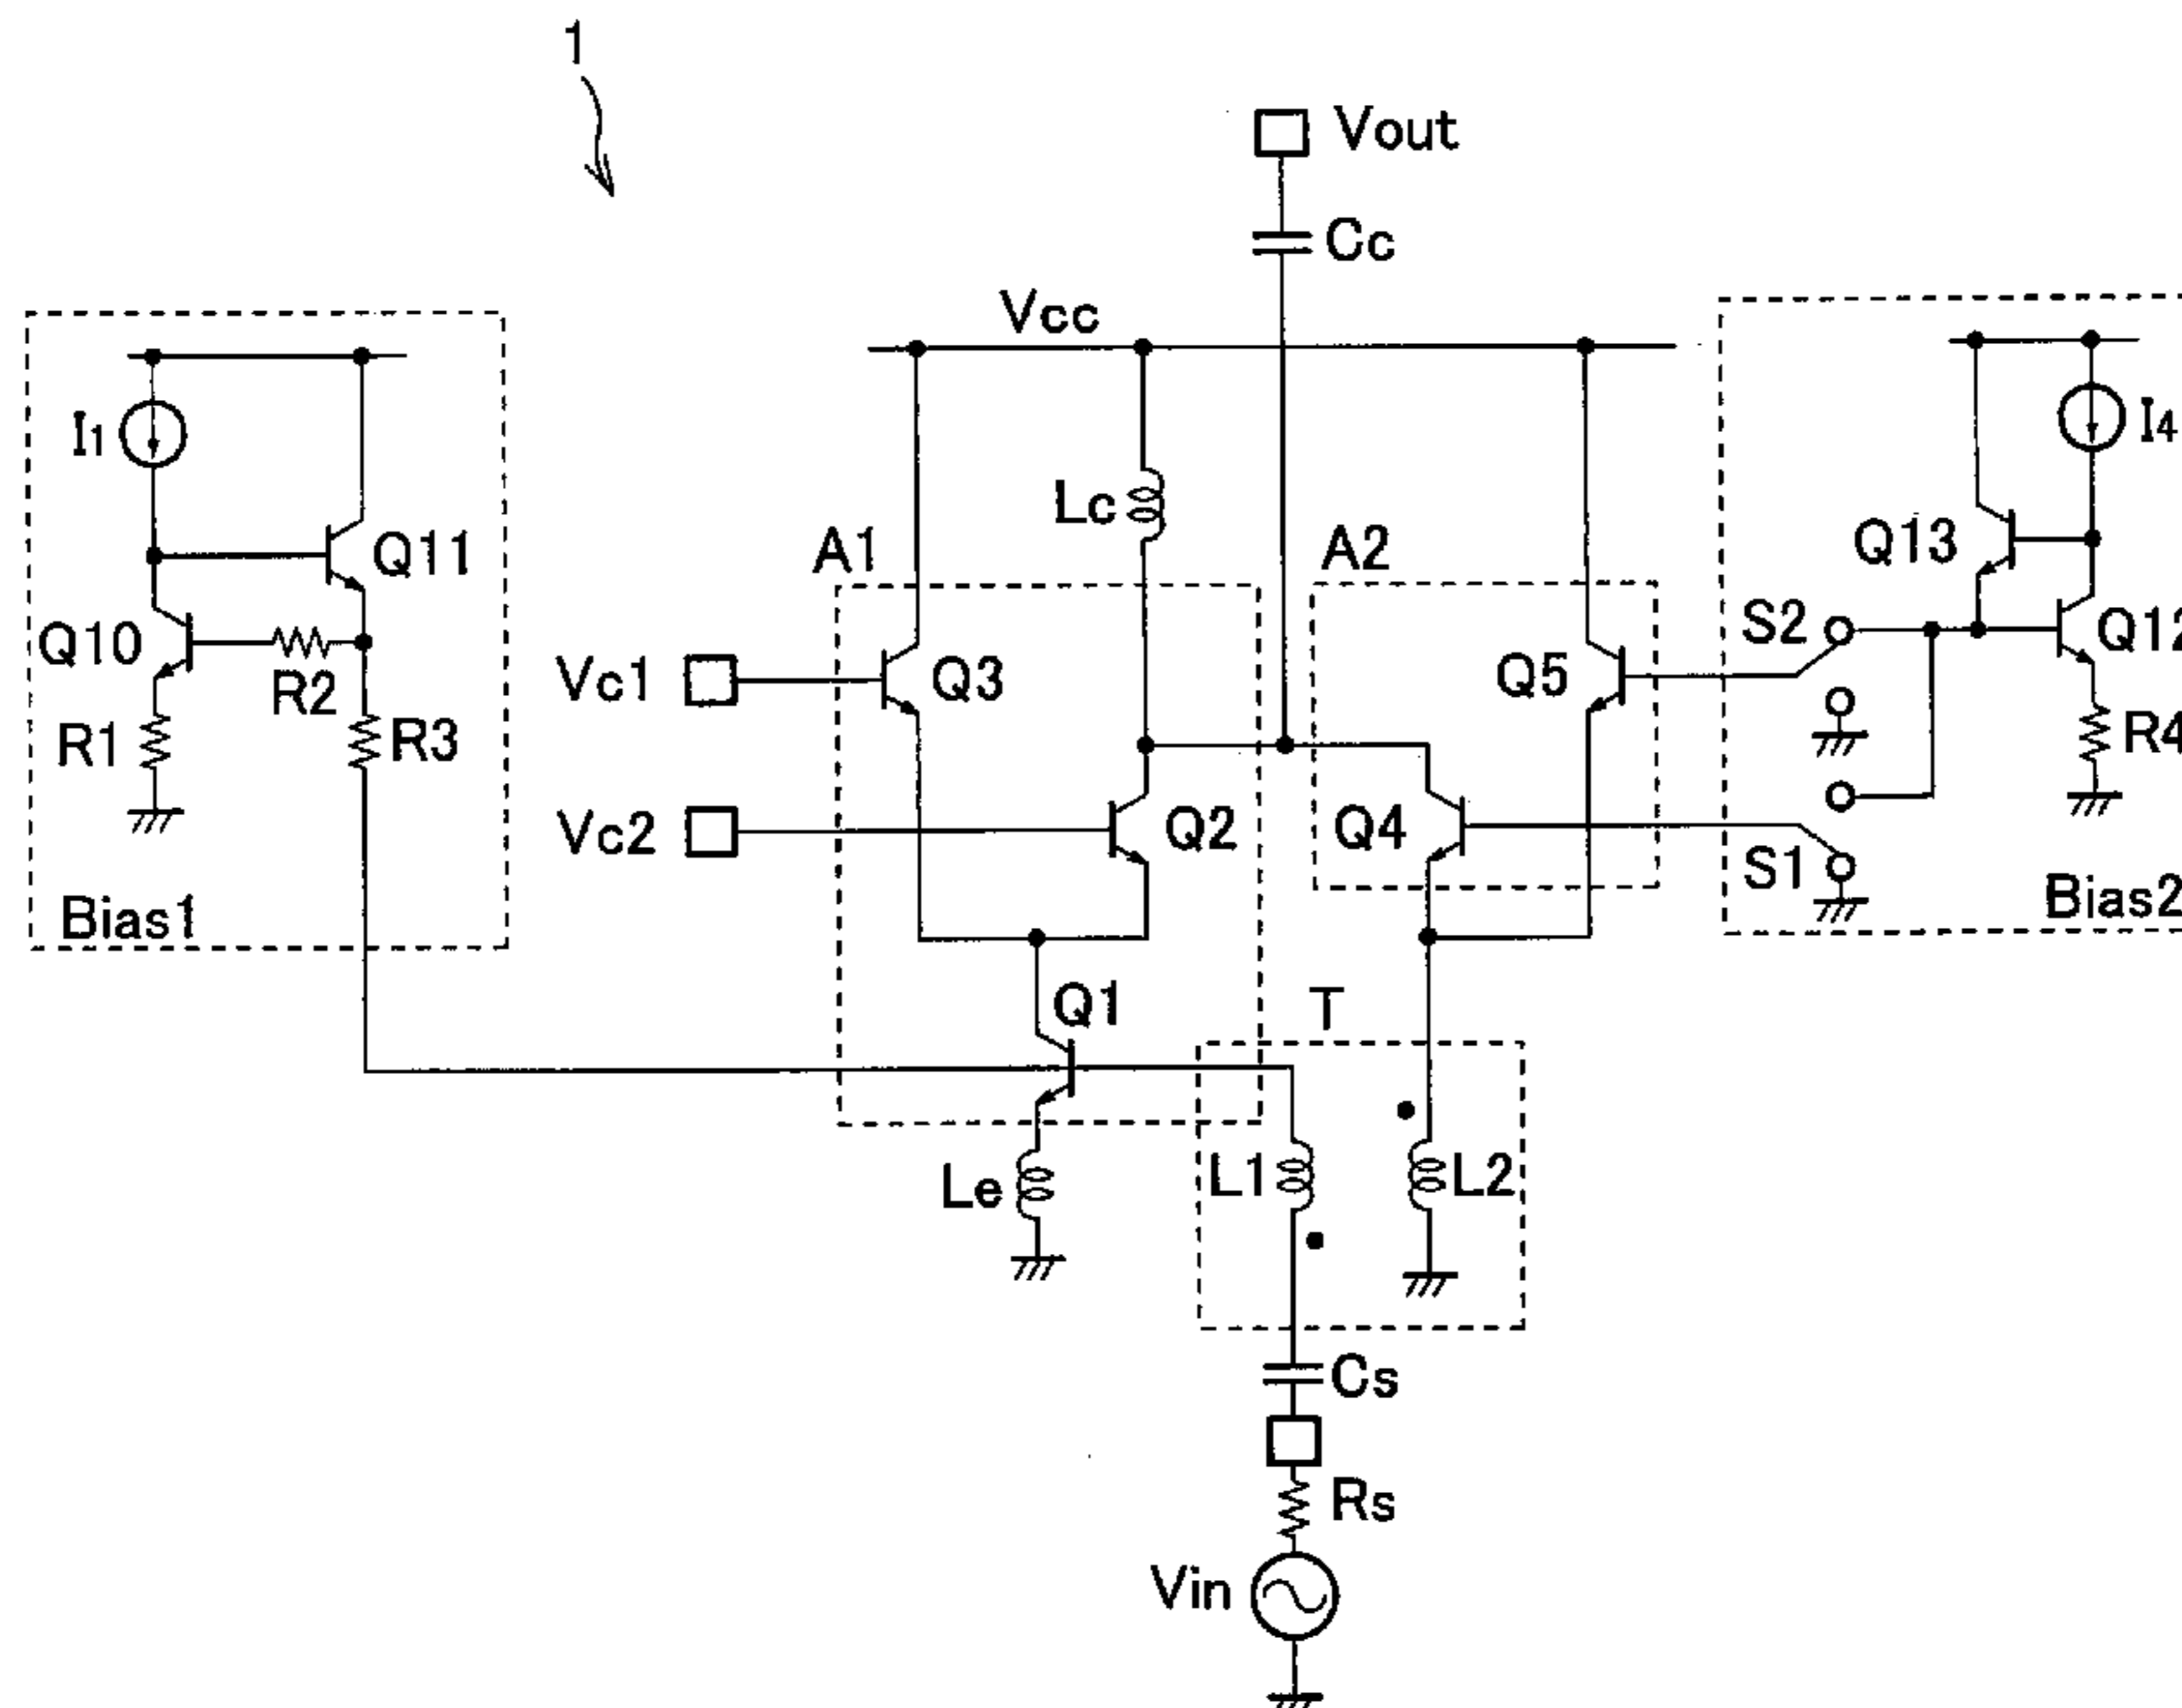 1
Vout
Cc
Vcc
I1
I4
Lc
Q11
A1
A2
Q13
Q10
R2
Vc1
Q3
Q5
S2
Q12
R1
R3
R4
Vc2
Q2
Q4
S1
Bias1
Bias2
Q1
T
Le
L1
L2
Cs
Rs
Vin